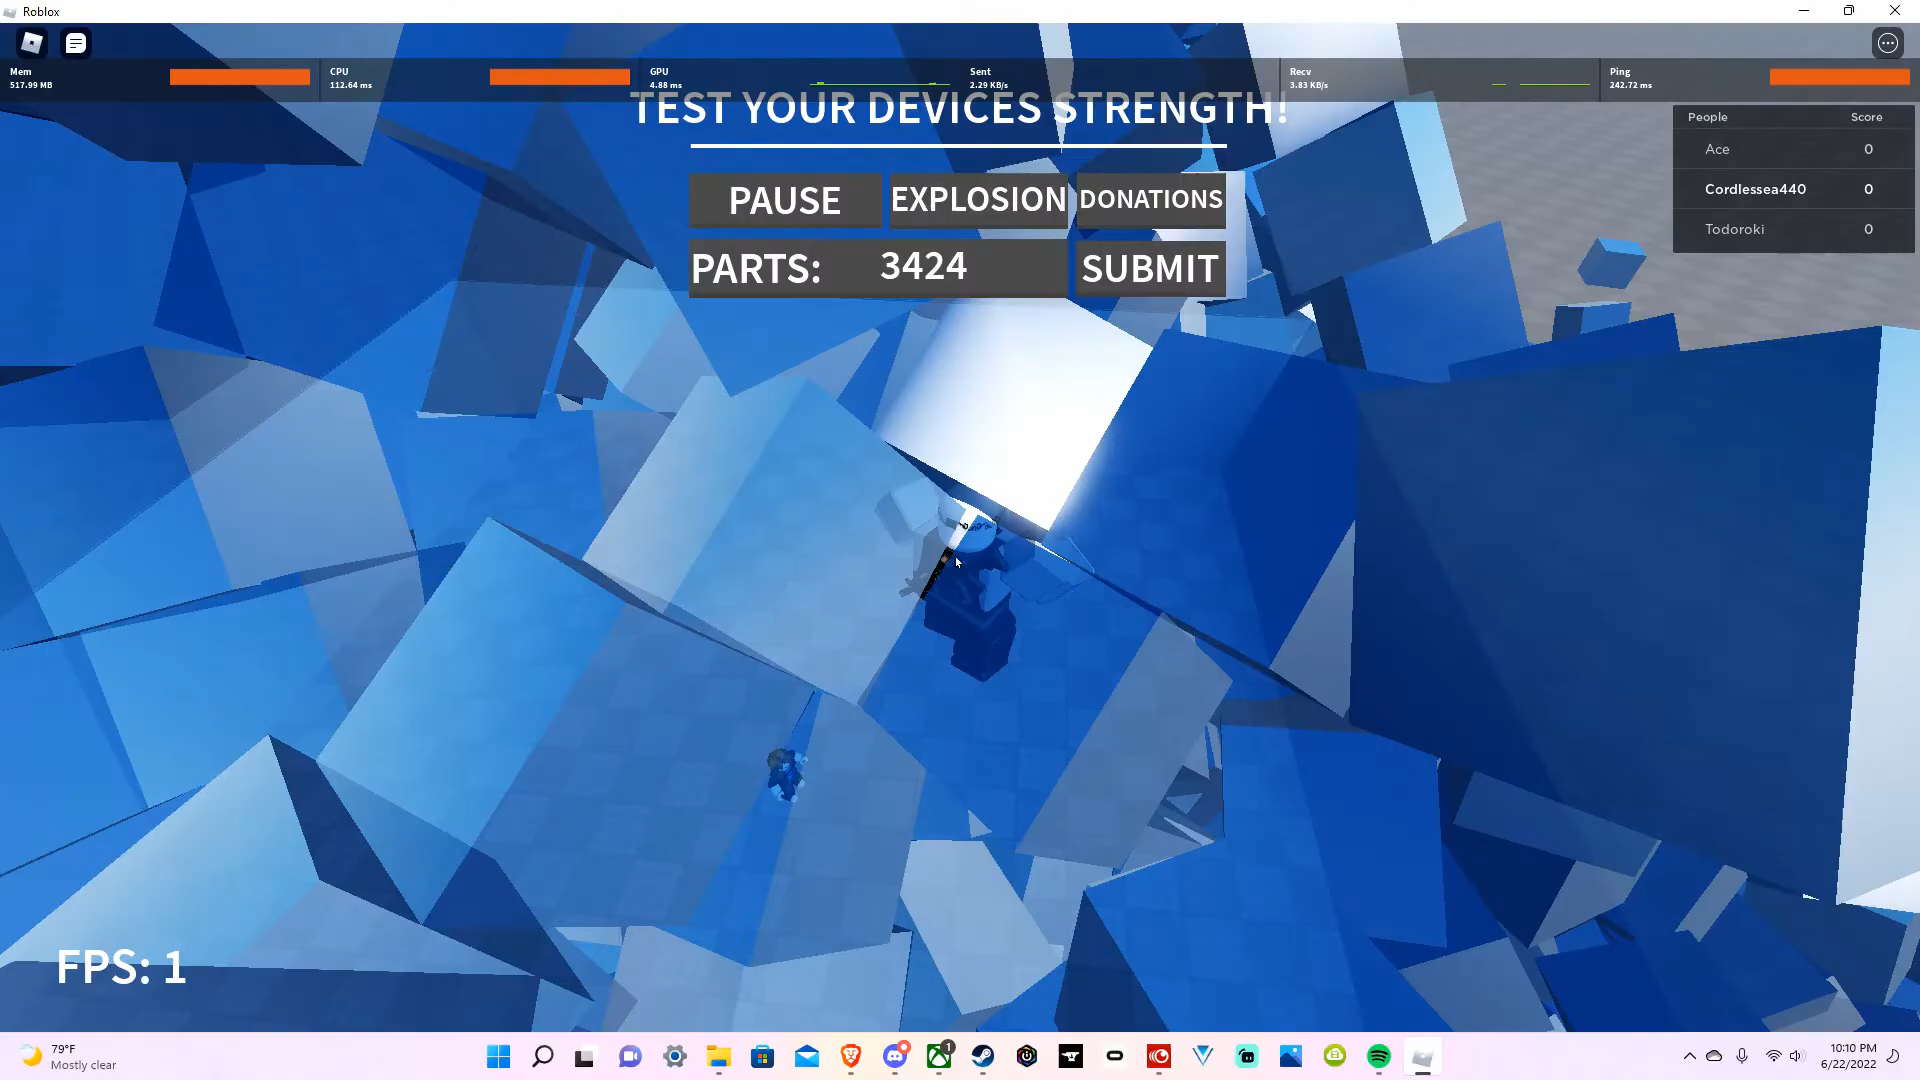 Roblox
Mem
517.99 MB
CPU
112.64 ms
GPU
4.88 ms
Sent
2.29 KB/s
Recv
3.83 KB/s
Ping
242.72 ms
TEST YOUR DEVICES STRENGTH!
PAUSE
EXPLOSION
DONATIONS
PARTS:
3424
SUBMIT
People Score
Ace 0
Cordlessea440 0
Todoroki 0
FPS: 1
79°F
Mostly clear
1
10:10 PM
6/22/2022